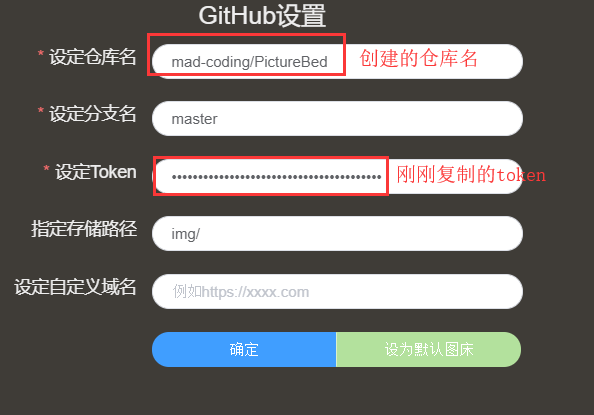 GitHub设置
* 设定仓库名 mad-coding/PictureBed 创建的仓库名
* 设定分支名 master
* 设定Token •••••••••••••••••••••••••••••••••••••••• 刚刚复制的token
指定存储路径 img/
设定自定义域名 例如https://xxxx.com
确定 设为默认图床